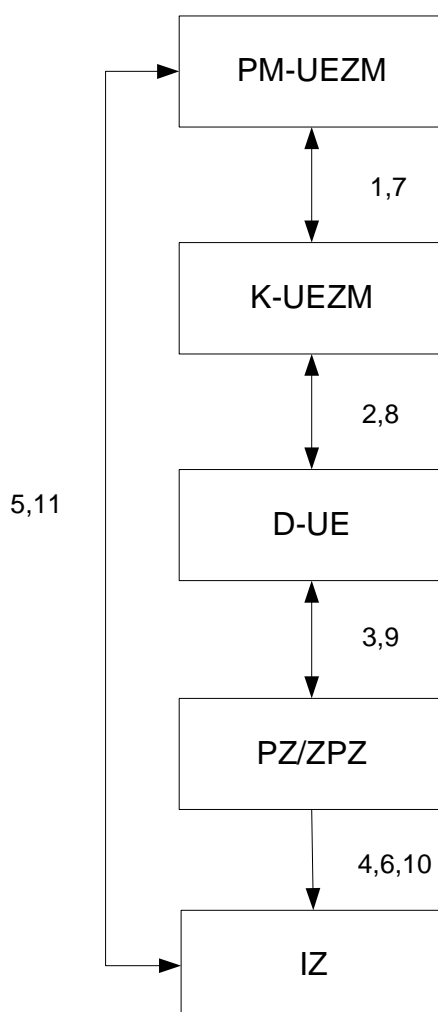 PM-UEZM
1,7
K-UEZM
2,8
5,11
D-UE
3,9
PZ/ZPZ
4,6,10
IZ